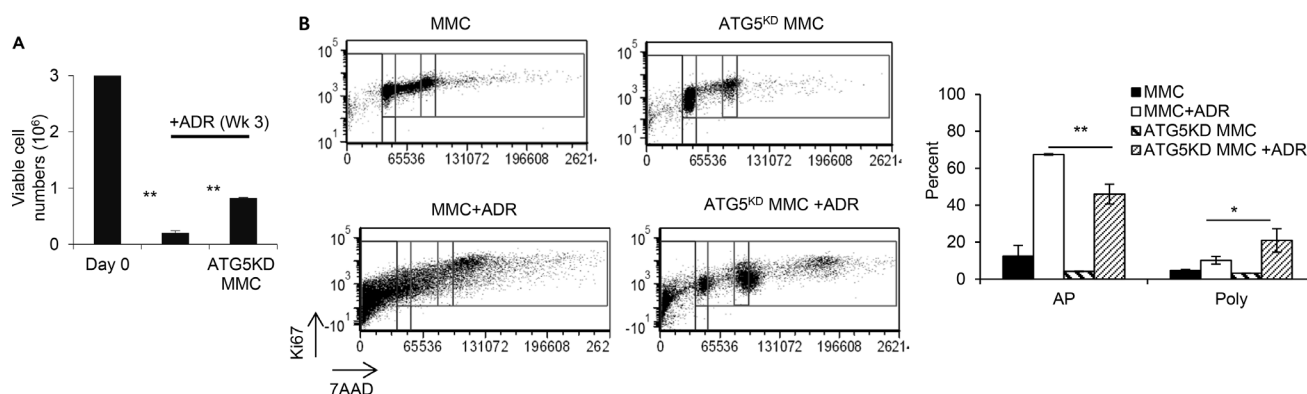 A
Viable cell
numbers (10⁶)
3
2
1
0
+ADR (Wk 3)
**
**
Day 0
ATG5KD
MMC
B
MMC
10⁵
10³
10¹
0
65536
131072
196608
2621
ATG5ᴷᴰ MMC
10⁵
10³
10¹
0
65536
131072
196608
2621
MMC+ADR
10⁵
10³
-10¹
0
65536
131072
196608
262
ATG5ᴷᴰ MMC +ADR
10⁵
10³
-10¹
0
65536
131072
196608
2621
Ki67
7AAD
Percent
100
80
60
40
20
0
MMC
MMC+ADR
ATG5KD MMC
ATG5KD MMC +ADR
**
*
AP
Poly